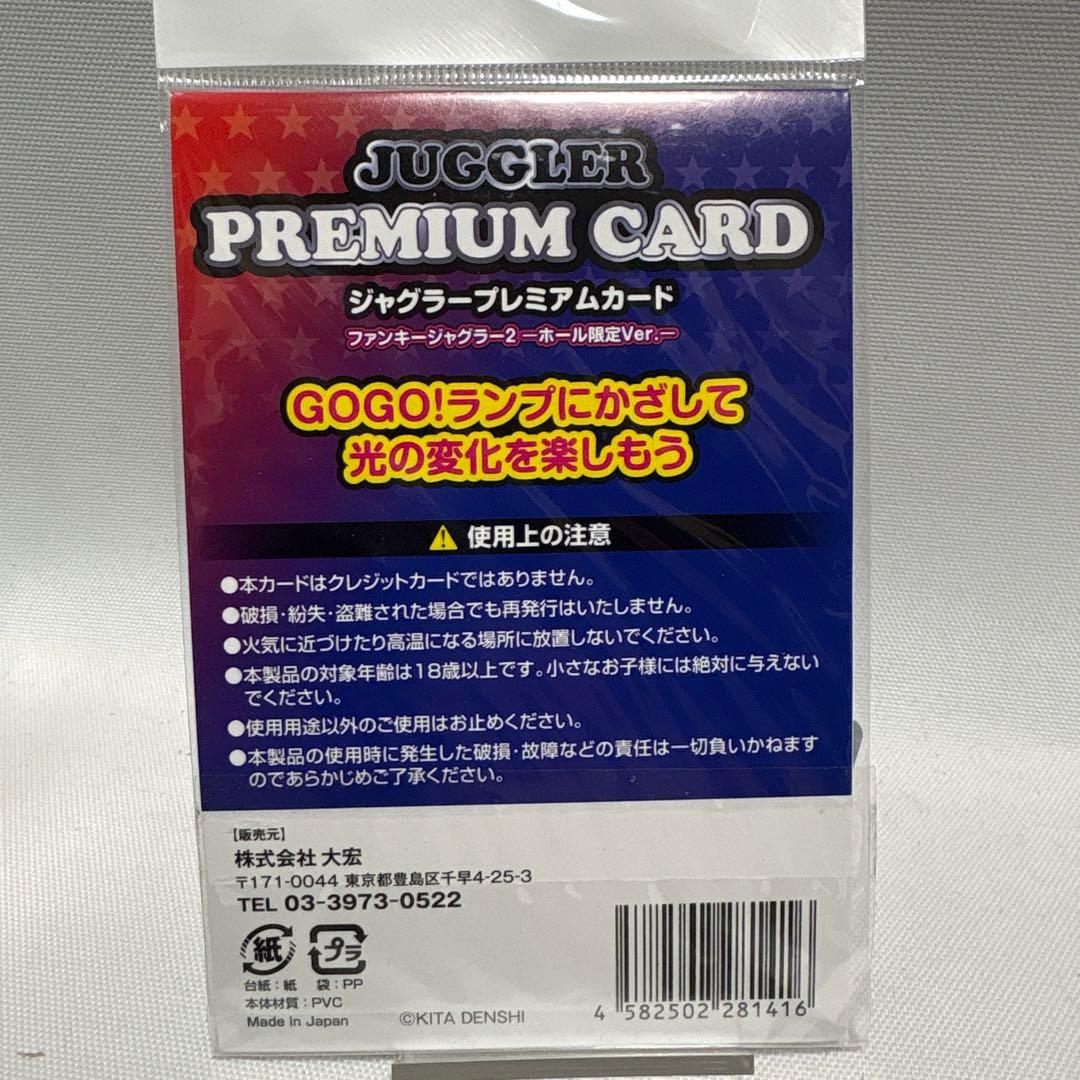 JUGGLER
PREMIUM CARD
ジャグラープレミアムカード
ファンキージャグラー2 ーホール限定Ver.ー
GOGO!ランプにかざして
光の変化を楽しもう
⚠ 使用上の注意
●本カードはクレジットカードではありません。
●破損・紛失・盗難された場合でも再発行はいたしません。
●火気に近づけたり高温になる場所に放置しないでください。
●本製品の対象年齢は18歳以上です。小さなお子様には絶対に与えない
でください。
●使用用途以外のご使用はお止めください。
●本製品の使用時に発生した破損・故障などの責任は一切負いかねます
のであらかじめご了承ください。
【販売元】
株式会社 大宏
〒171-0044 東京都豊島区千早4-25-3
TEL 03-3973-0522
紙 プラ
台紙：紙 袋：PP
本体材質：PVC
Made in Japan
©KITA DENSHI
4 582502 281416